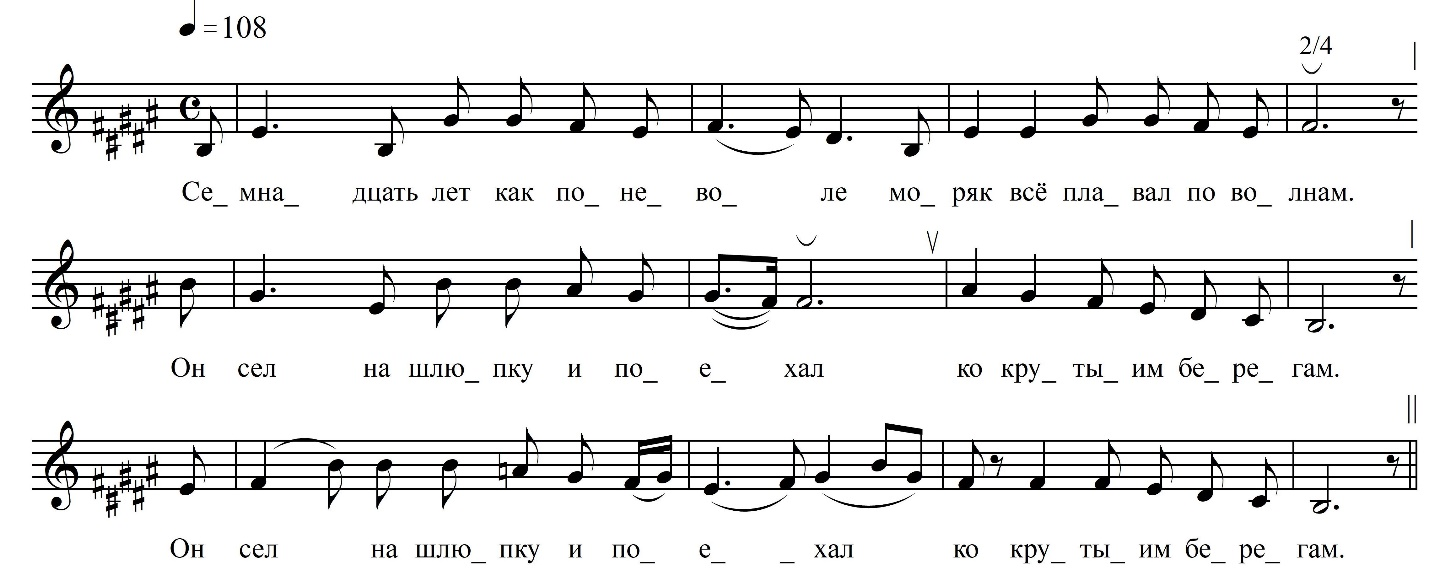 =108
2/4
Се_ мна_ дцать лет как по_ не_ во_ ле мо_ ряк всё пла_ вал по во_ лнам.
Он сел на шлю_ пку и по_ е_ хал ко кру_ ты_ им бе_ ре_ гам.
Он сел на шлю_ пку и по_ е_ _ хал ко кру_ ты_ им бе_ ре_ гам.